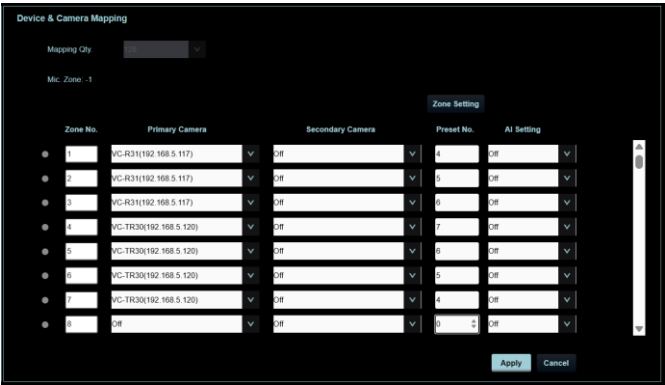 Device & Camera Mapping
Mapping Qty. 128
Mic. Zone: -1
Zone Setting
Zone No. Primary Camera Secondary Camera Preset No. AI Setting
1 VC-R31(192.168.5.117) Off 4 Off
2 VC-R31(192.168.5.117) Off 5 Off
3 VC-R31(192.168.5.117) Off 6 Off
4 VC-TR30(192.168.5.120) Off 7 Off
5 VC-TR30(192.168.5.120) Off 6 Off
6 VC-TR30(192.168.5.120) Off 5 Off
7 VC-TR30(192.168.5.120) Off 4 Off
8 Off Off 0 Off
Apply Cancel